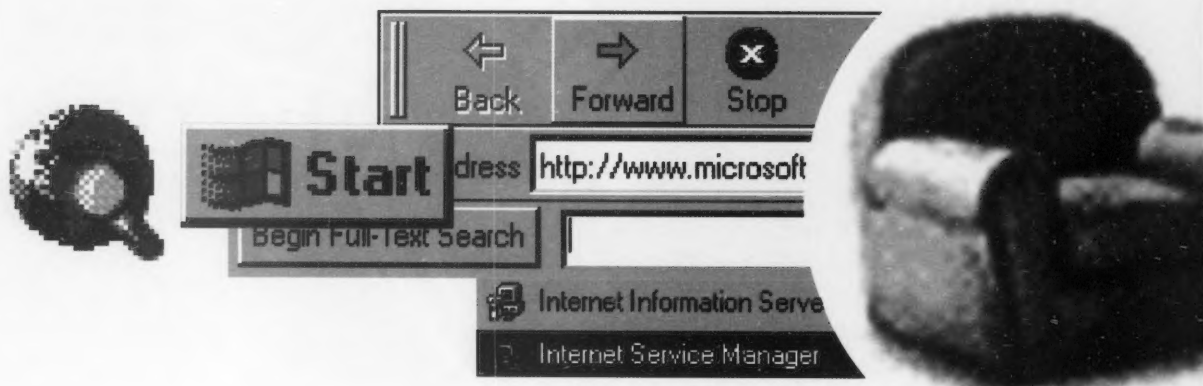 Back Forward Stop
Start
dress http://www.microsoft
Begin Full-Text Search
Internet Information Serve
Internet Service Manager